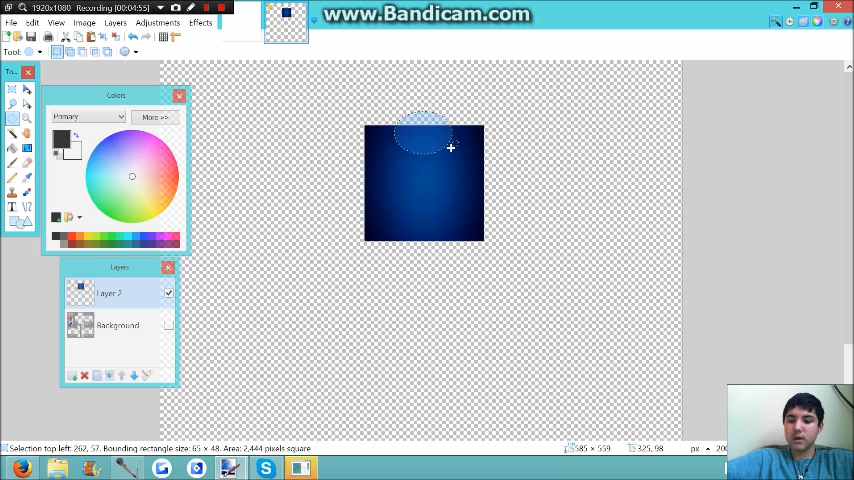 1920x1080 Recording [00:04:55]
www.Bandicam.com
File Edit View Image Layers Adjustments Effects
Tool:
To...
Colors
Primary
More >>
Layers
Layer 2
Background
Selection top left: 262, 57. Bounding rectangle size: 65 × 48. Area: 2,444 pixels square
585 × 559
325, 98
px
200